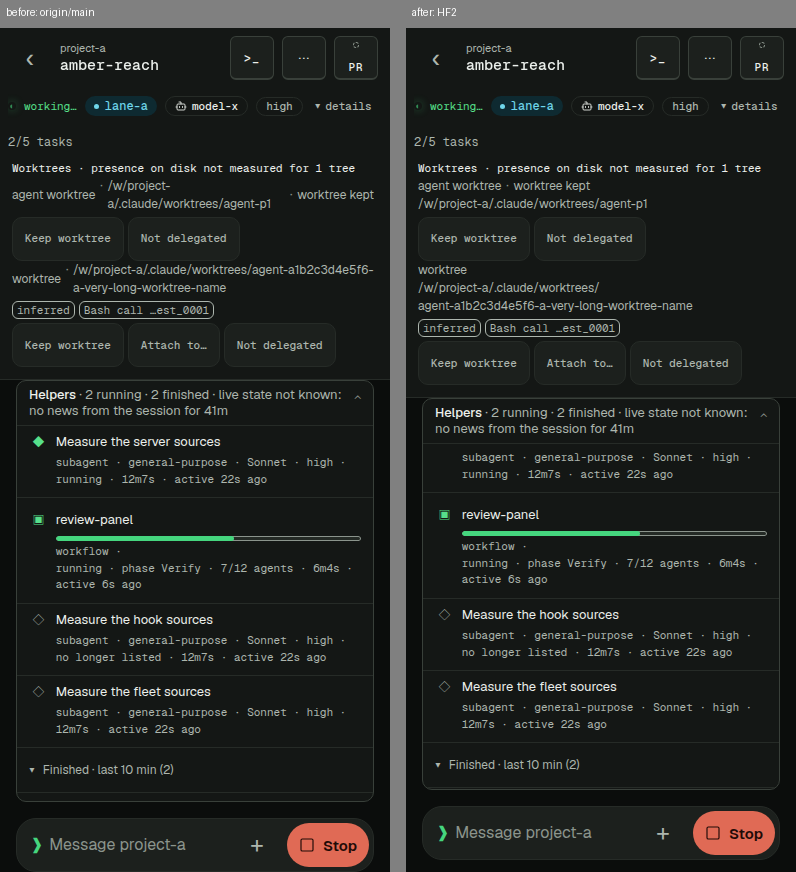 before: origin/main
project-a
amber-reach
>_
···
PR
working…
lane-a
model-x
high
▾ details
2/5 tasks
Worktrees · presence on disk not measured for 1 tree
agent worktree · /w/project-a/.claude/worktrees/agent-p1 · worktree kept
Keep worktree
Not delegated
worktree · /w/project-a/.claude/worktrees/agent-a1b2c3d4e5f6-a-very-long-worktree-name
inferred
Bash call …est_0001
Keep worktree
Attach to…
Not delegated
Helpers · 2 running · 2 finished · live state not known:
no news from the session for 41m
Measure the server sources
subagent · general-purpose · Sonnet · high ·
running · 12m7s · active 22s ago
review-panel
workflow ·
running · phase Verify · 7/12 agents · 6m4s ·
active 6s ago
Measure the hook sources
subagent · general-purpose · Sonnet · high ·
no longer listed · 12m7s · active 22s ago
Measure the fleet sources
subagent · general-purpose · Sonnet · high ·
12m7s · active 22s ago
▾ Finished · last 10 min (2)
❱ Message project-a
+
Stop
after: HF2
project-a
amber-reach
>_
···
PR
working…
lane-a
model-x
high
▾ details
2/5 tasks
Worktrees · presence on disk not measured for 1 tree
agent worktree · worktree kept
/w/project-a/.claude/worktrees/agent-p1
Keep worktree
Not delegated
worktree
/w/project-a/.claude/worktrees/
agent-a1b2c3d4e5f6-a-very-long-worktree-name
inferred
Bash call …est_0001
Keep worktree
Attach to…
Not delegated
Helpers · 2 running · 2 finished · live state not known:
no news from the session for 41m
subagent · general-purpose · Sonnet · high ·
running · 12m7s · active 22s ago
review-panel
workflow ·
running · phase Verify · 7/12 agents · 6m4s ·
active 6s ago
Measure the hook sources
subagent · general-purpose · Sonnet · high ·
no longer listed · 12m7s · active 22s ago
Measure the fleet sources
subagent · general-purpose · Sonnet · high ·
12m7s · active 22s ago
▾ Finished · last 10 min (2)
❱ Message project-a
+
Stop